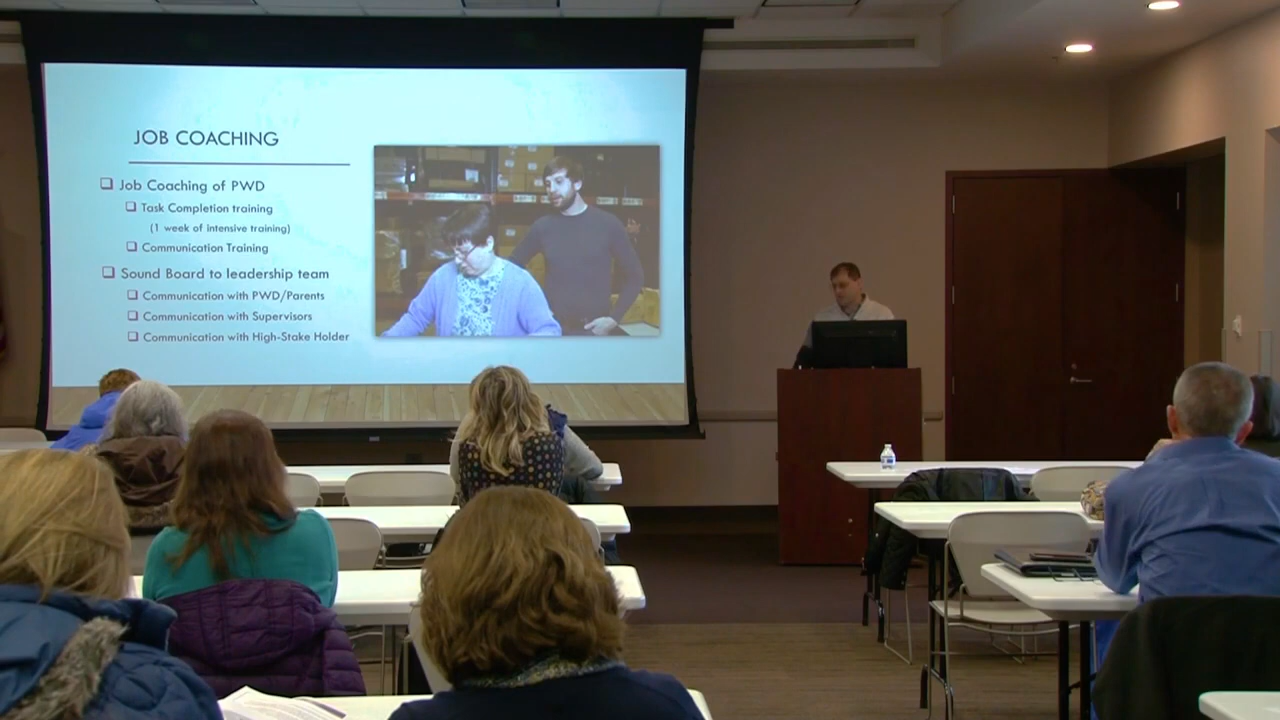 JOB COACHING
❑ Job Coaching of PWD
❑ Task Completion training
(1 week of intensive training)
❑ Communication Training
❑ Sound Board to leadership team
❑ Communication with PWD/Parents
❑ Communication with Supervisors
❑ Communication with High-Stake Holder